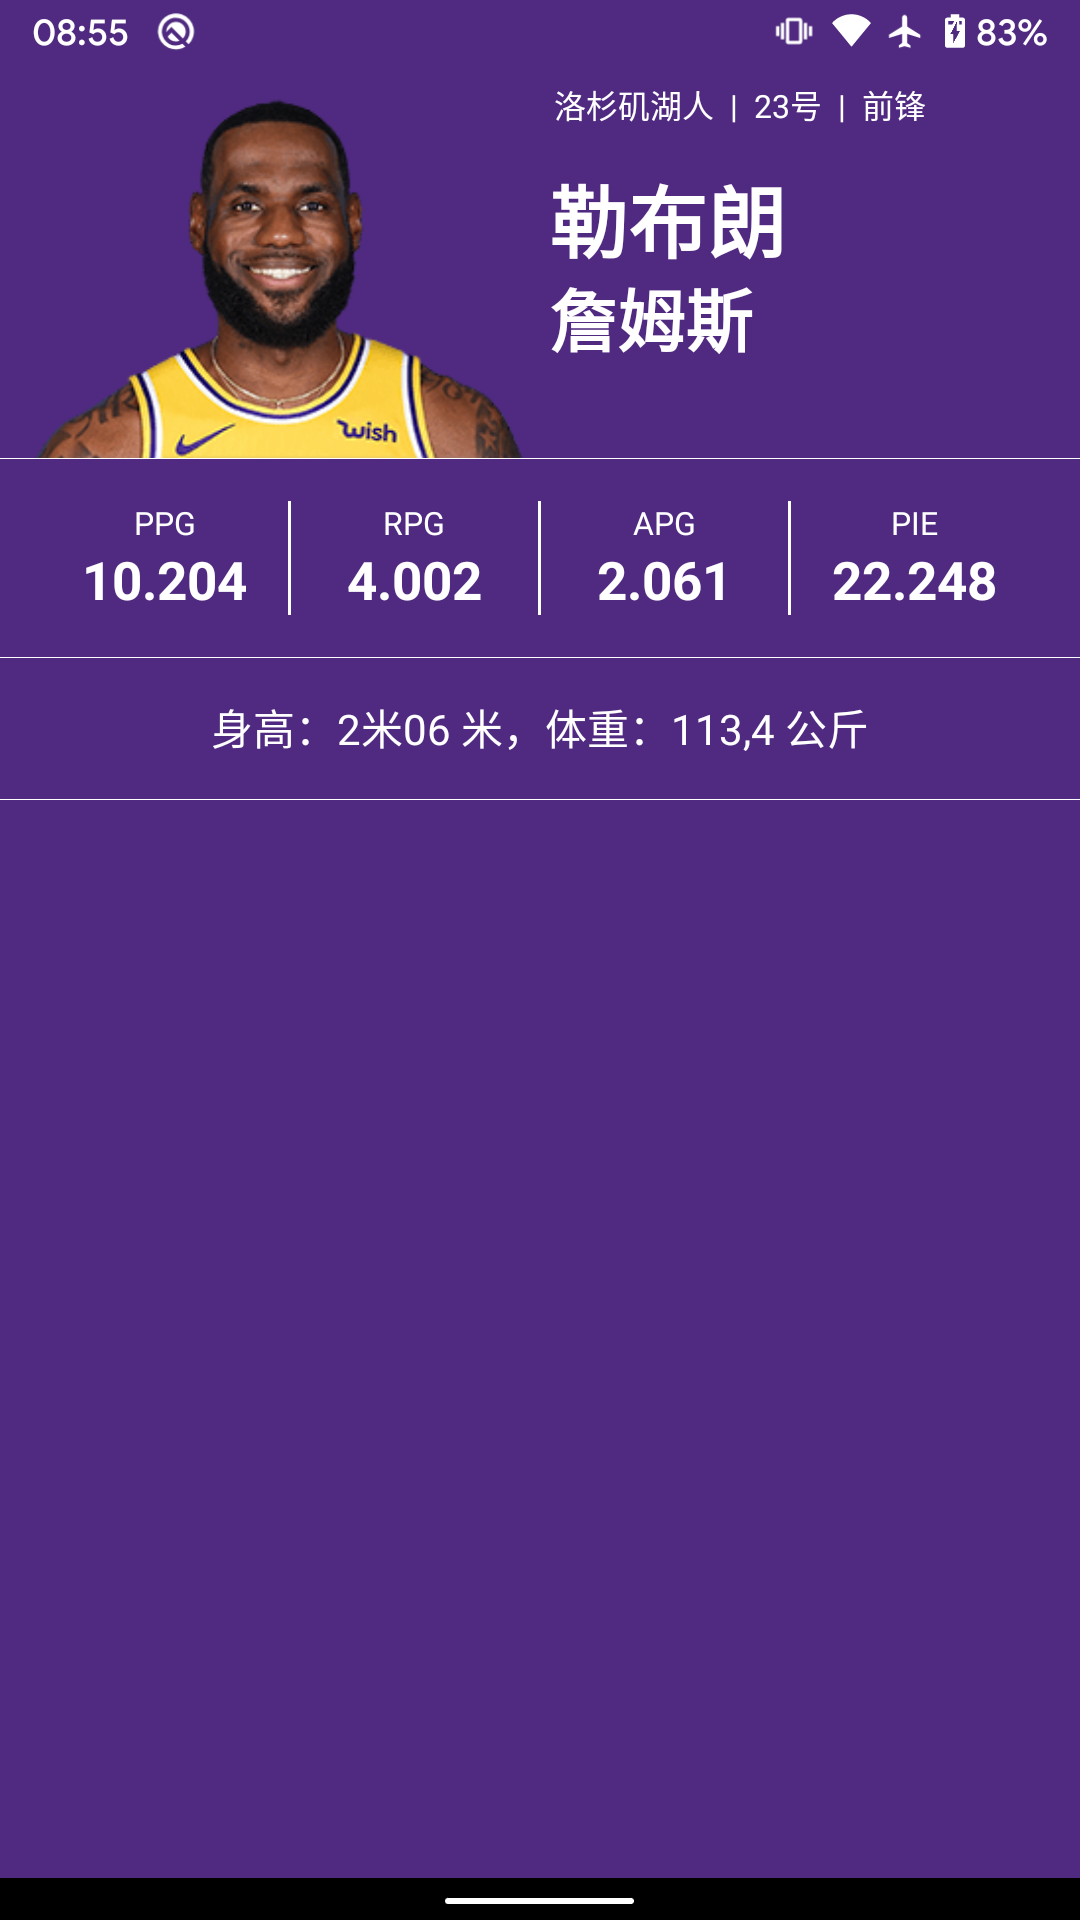 08:55
83%
洛杉矶湖人 | 23号 | 前锋
勒布朗
詹姆斯
wish
PPG RPG APG PIE
10.204 4.002 2.061 22.248
身高：2米06 米，体重：113,4 公斤